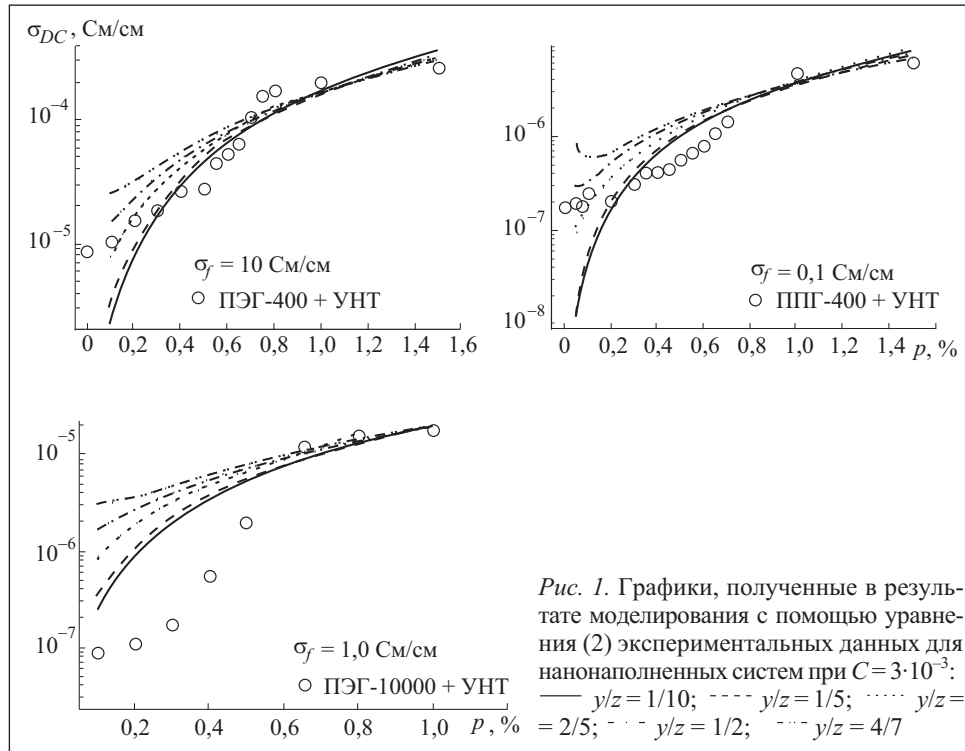 σDC, См/см
10⁻⁴
10⁻⁵
σf = 10 См/см
ПЭГ-400 + УНТ
0 0,2 0,4 0,6 0,8 1,0 1,2 1,4 1,6
10⁻⁶
10⁻⁷
10⁻⁸
σf = 0,1 См/см
ППГ-400 + УНТ
0 0,2 0,4 0,6 0,8 1,0 1,2 1,4 p, %
10⁻⁵
10⁻⁶
10⁻⁷
σf = 1,0 См/см
ПЭГ-10000 + УНТ
0,2 0,4 0,6 0,8 1,0 p, %
Рис. 1. Графики, полученные в резуль-
тате моделирования с помощью уравне-
ния (2) экспериментальных данных для
нанонаполненных систем при C = 3·10⁻³:
y/z = 1/10; y/z = 1/5; y/z =
= 2/5; y/z = 1/2; y/z = 4/7